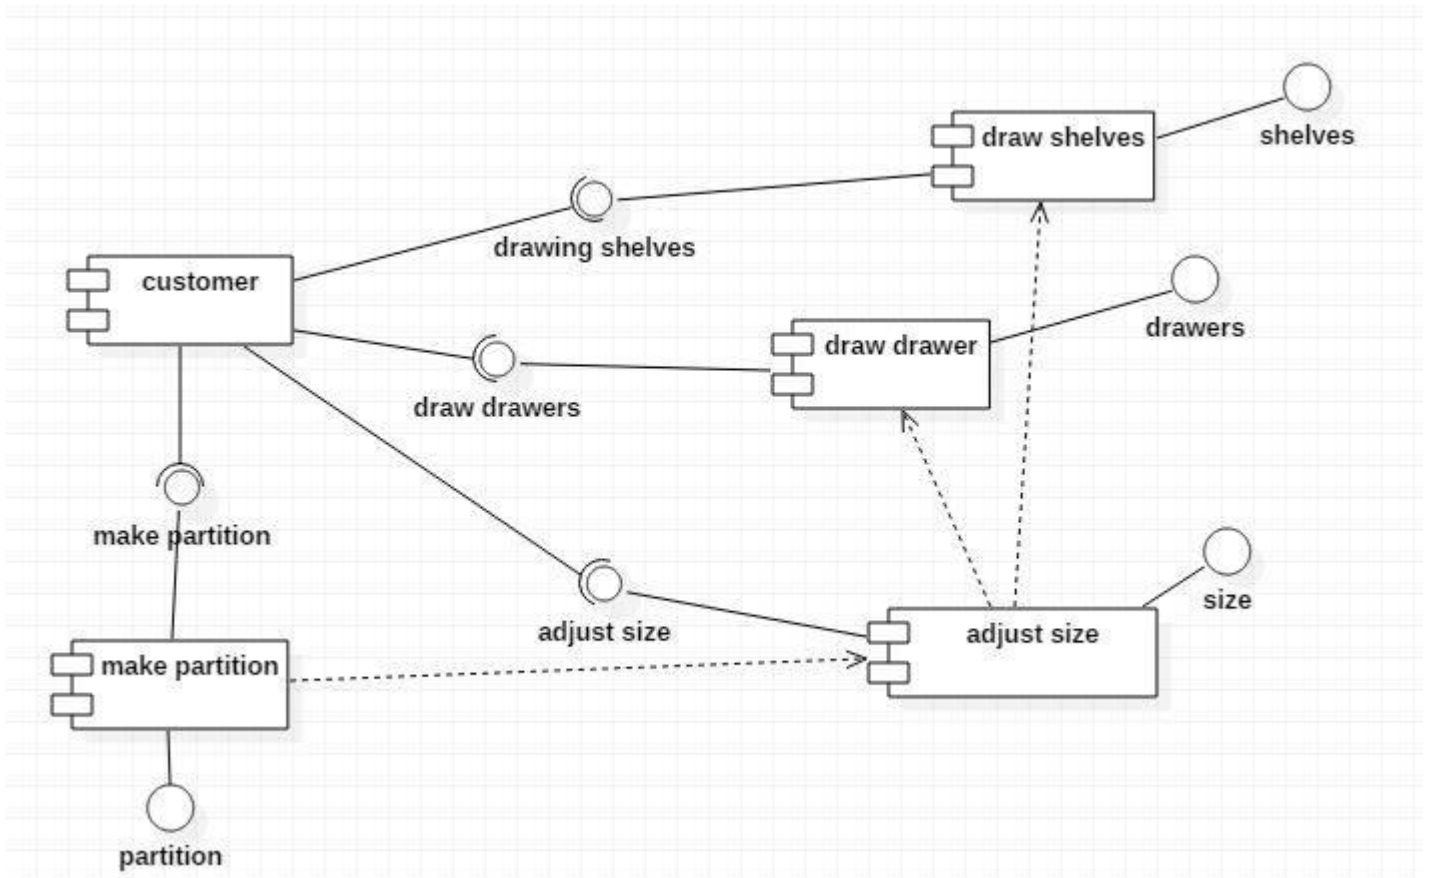 draw shelves
shelves
drawing shelves
customer
drawers
draw drawer
draw drawers
make partition
size
adjust size
adjust size
make partition
partition